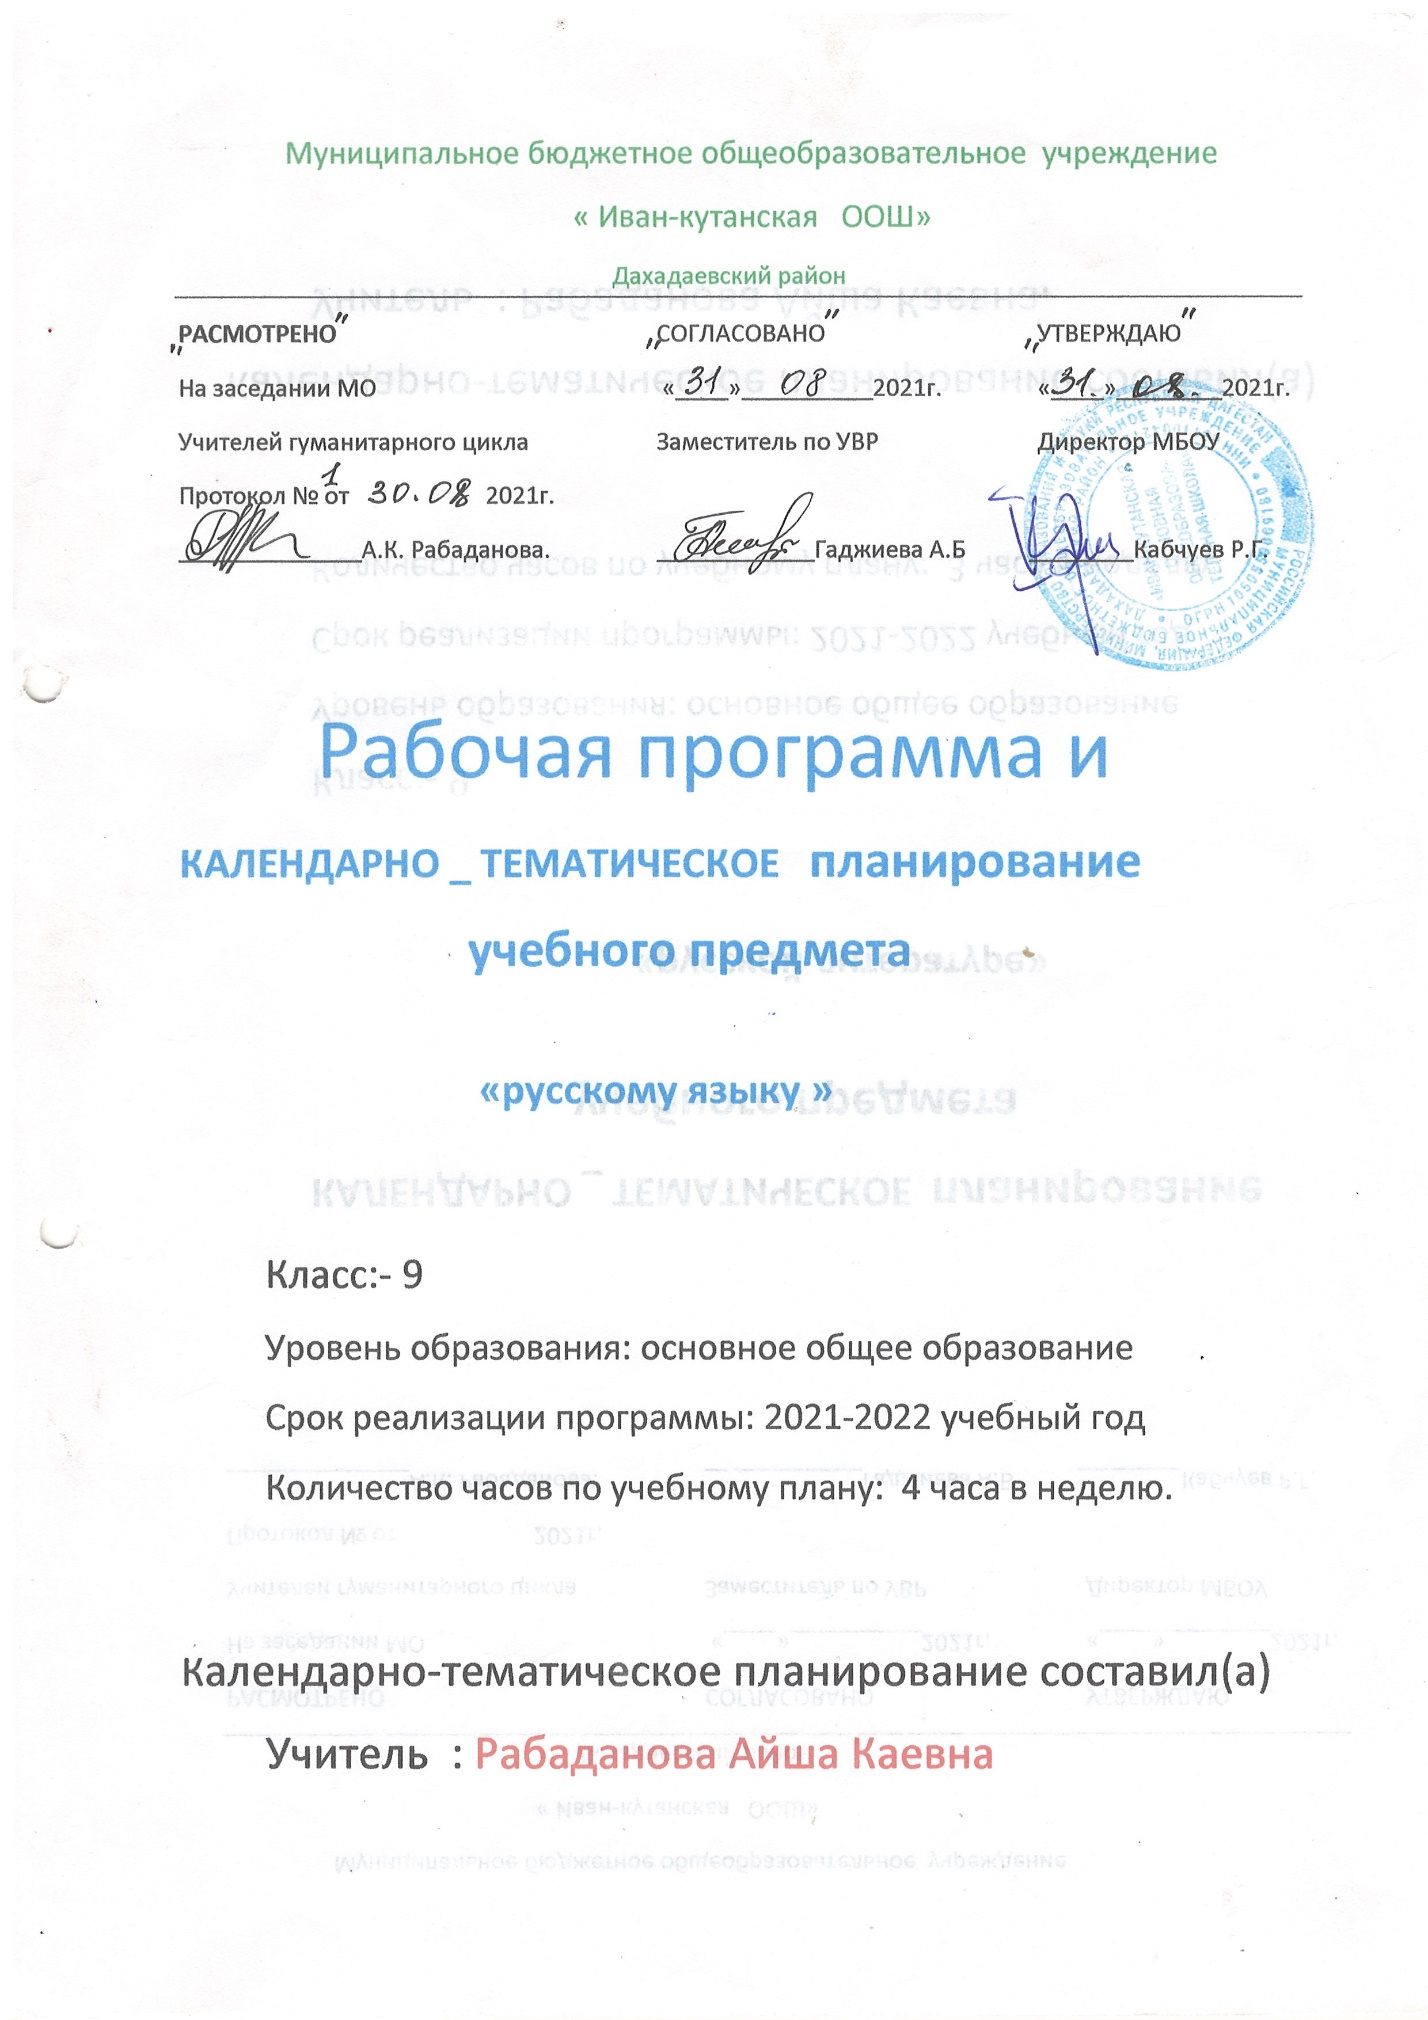 Муниципальное бюджетное общеобразовательное учреждение
« Иван-кутанская ООШ»
Дахадаевский район
„РАСМОТРЕНО” „СОГЛАСОВАНО” „УТВЕРЖДАЮ”
На заседании МО «31» 08 2021г. «31.» 08. 2021г.
Учителей гуманитарного цикла Заместитель по УВР Директор МБОУ
Протокол № 1 от 30.08 2021г.
А.К. Рабаданова. Гаджиева А.Б Кабчуев Р.Г.
Рабочая программа и
КАЛЕНДАРНО _ ТЕМАТИЧЕСКОЕ планирование
учебного предмета
«русскому языку »
Класс:- 9
Уровень образования: основное общее образование
Срок реализации программы: 2021-2022 учебный год
Количество часов по учебному плану: 4 часа в неделю.
Календарно-тематическое планирование составил(а)
Учитель : Рабаданова Айша Каевна